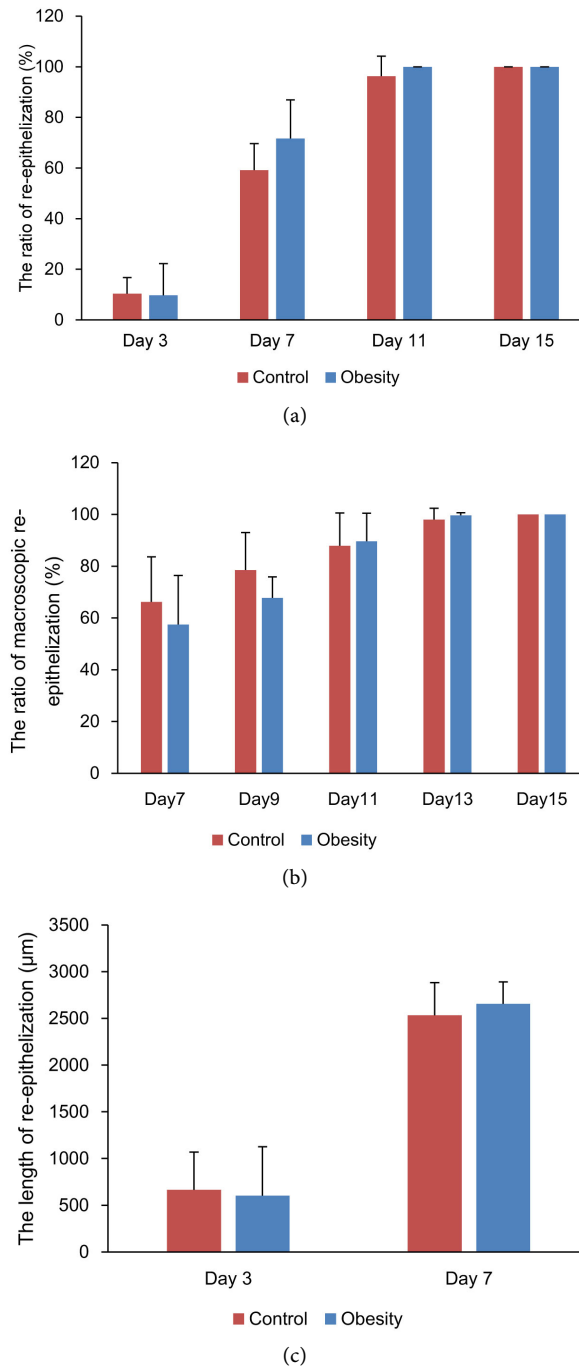 The ratio of re-epithelization (%)
120
100
80
60
40
20
0
Day 3 Day 7 Day 11 Day 15
Control Obesity
(a)
The ratio of macroscopic re-
epithelization (%)
120
100
80
60
40
20
0
Day7 Day9 Day11 Day13 Day15
Control Obesity
(b)
The length of re-epithelization (μm)
3500
3000
2500
2000
1500
1000
500
0
Day 3 Day 7
Control Obesity
(c)